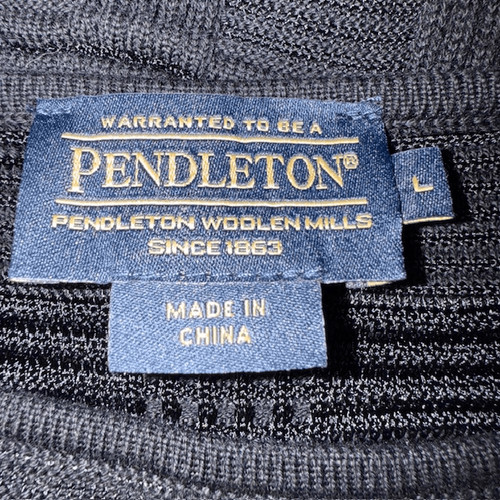 WARRANTED TO BE A
PENDLETON®
PENDLETON WOOLEN MILLS
SINCE 1863
L
MADE IN
CHINA